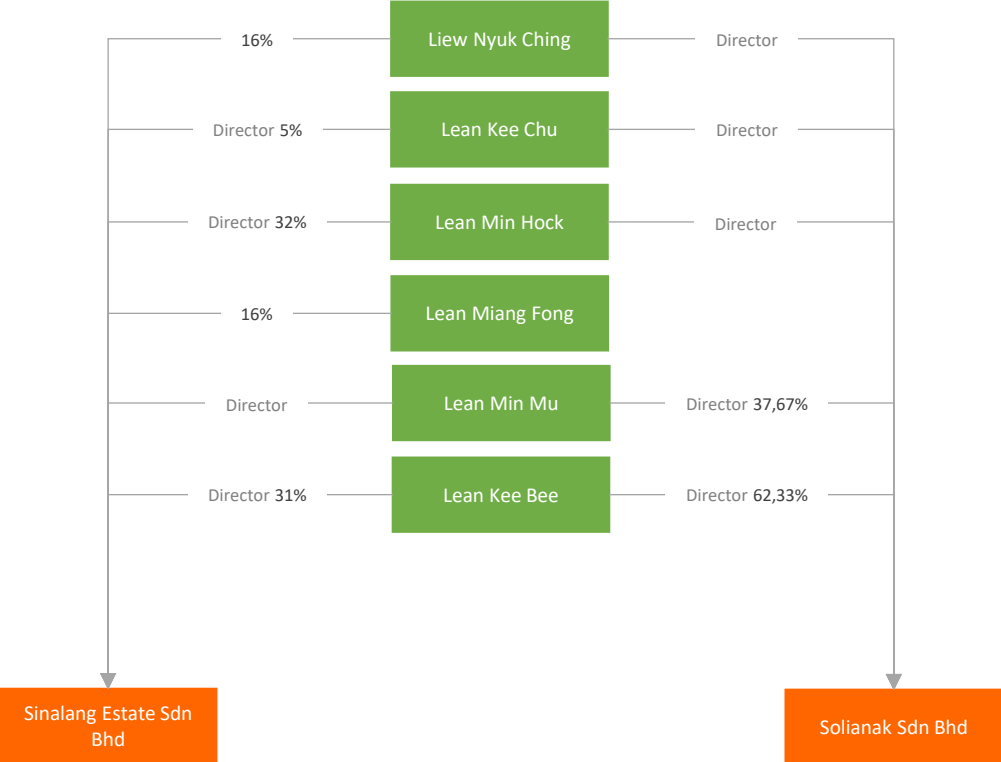 16%
Liew Nyuk Ching
Director
Director 5%
Lean Kee Chu
Director
Director 32%
Lean Min Hock
Director
16%
Lean Miang Fong
Director
Lean Min Mu
Director 37,67%
Director 31%
Lean Kee Bee
Director 62,33%
Sinalang Estate Sdn
Bhd
Solianak Sdn Bhd